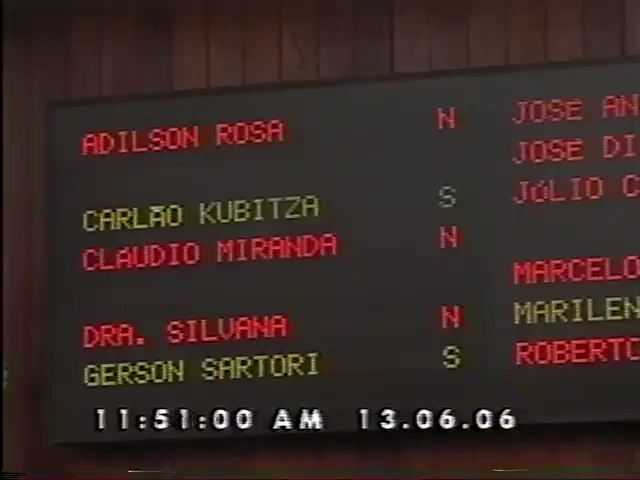 ADILSON ROSA N
CARLÃO KUBITZA S
CLAUDIO MIRANDA N
DRA. SILVANA N
GERSON SARTORI S
JOSE AN
JOSE DI
JÚLIO C
MARCELO
MARILEN
ROBERTO
11:51:00 AM 13.06.06